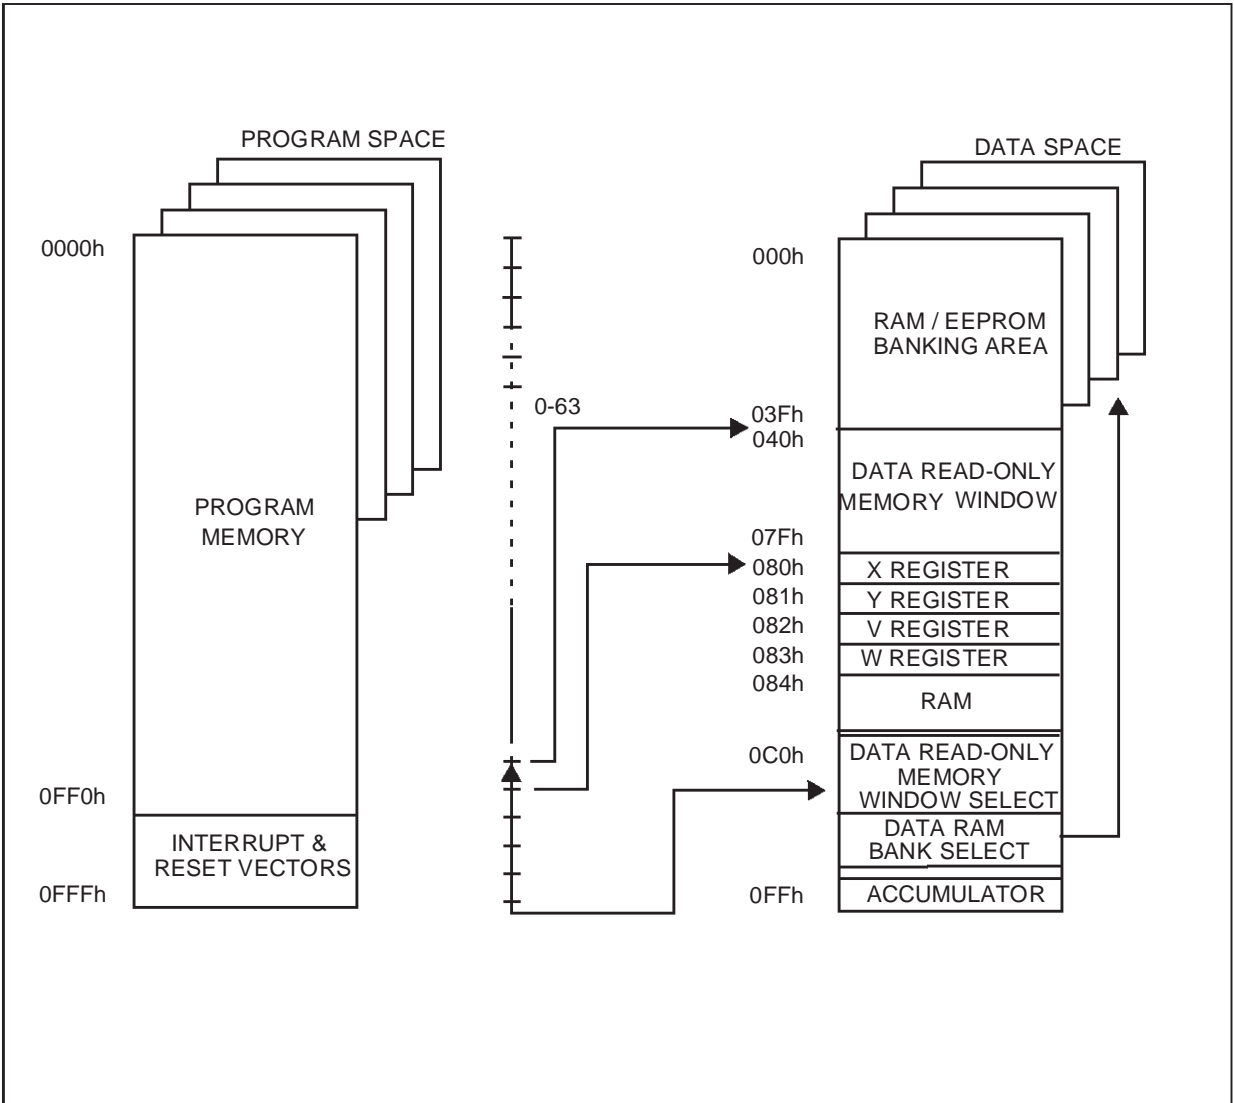 PROGRAM SPACE
0000h
PROGRAM
MEMORY
0FF0h
INTERRUPT &
RESET VECTORS
0FFFh
0-63
DATA SPACE
000h
RAM / EEPROM
BANKING AREA
03Fh
040h
DATA READ-ONLY
MEMORY WINDOW
07Fh
080h
X REGISTER
081h
Y REGISTER
082h
V REGISTER
083h
W REGISTER
084h
RAM
0C0h
DATA READ-ONLY
MEMORY
WINDOW SELECT
DATA RAM
BANK SELECT
0FFh
ACCUMULATOR